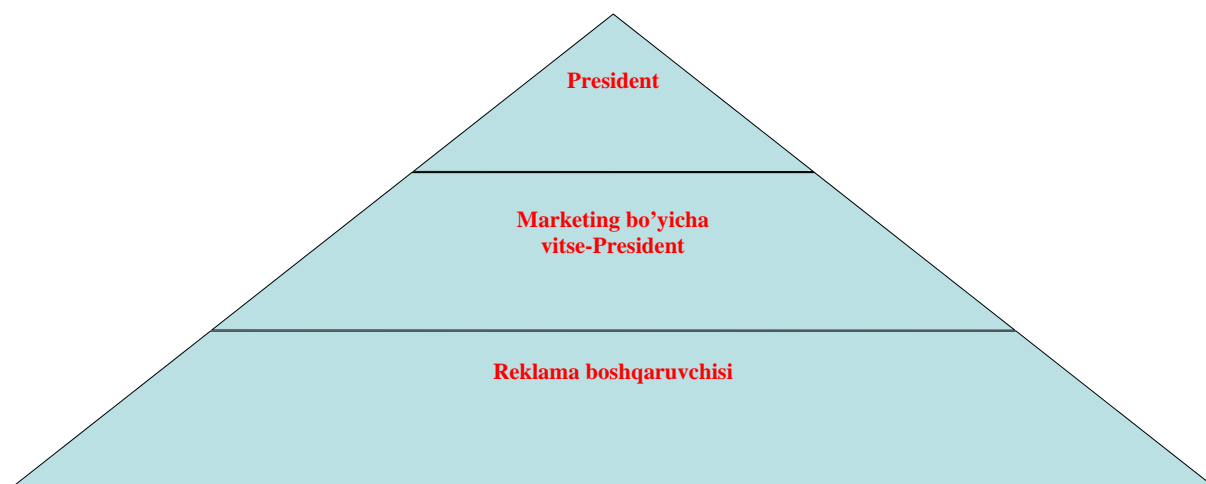 President
Marketing bo’yicha
vitse-President
Reklama boshqaruvchisi